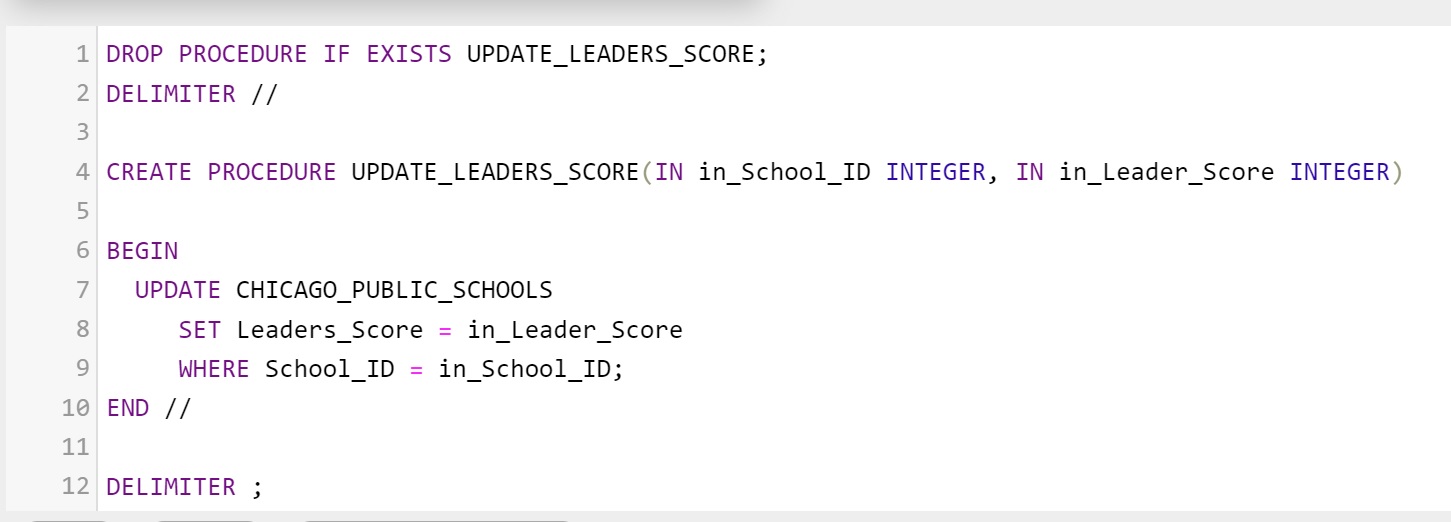 1 DROP PROCEDURE IF EXISTS UPDATE_LEADERS_SCORE;
2 DELIMITER //
3
4 CREATE PROCEDURE UPDATE_LEADERS_SCORE(IN in_School_ID INTEGER, IN in_Leader_Score INTEGER)
5
6 BEGIN
7   UPDATE CHICAGO_PUBLIC_SCHOOLS
8      SET Leaders_Score = in_Leader_Score
9      WHERE School_ID = in_School_ID;
10 END //
11
12 DELIMITER ;